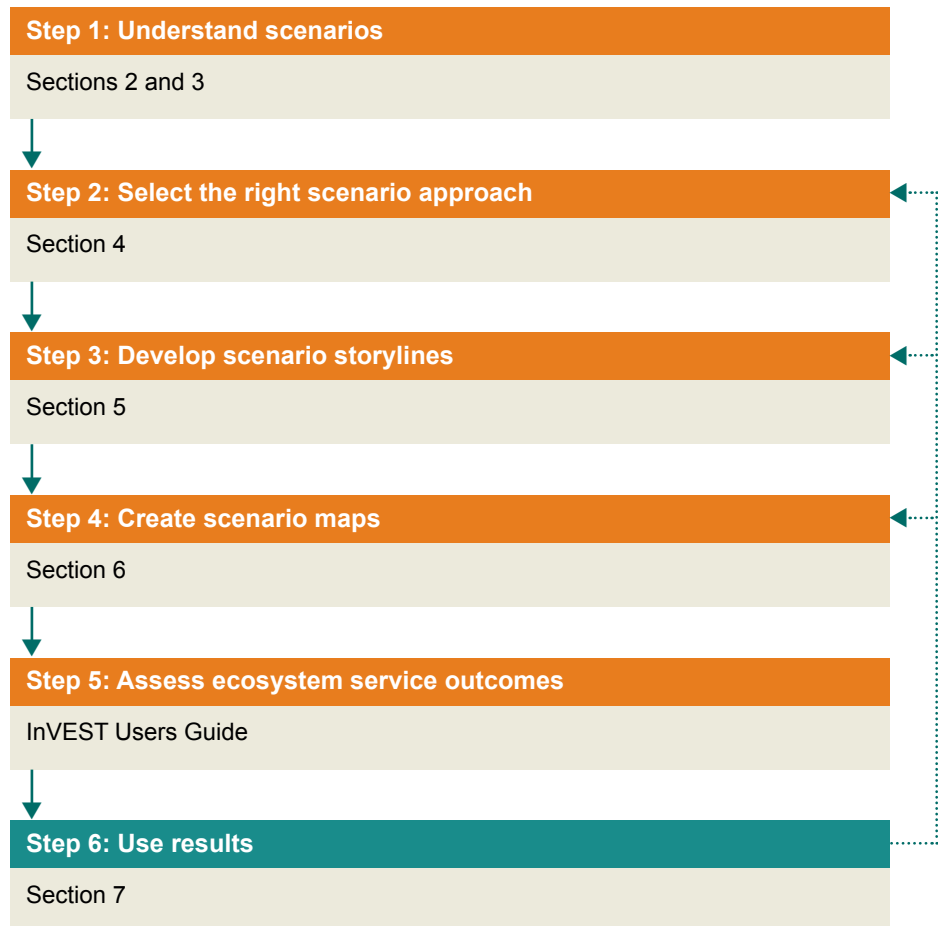 Step 1: Understand scenarios
Sections 2 and 3
Step 2: Select the right scenario approach
Section 4
Step 3: Develop scenario storylines
Section 5
Step 4: Create scenario maps
Section 6
Step 5: Assess ecosystem service outcomes
InVEST Users Guide
Step 6: Use results
Section 7